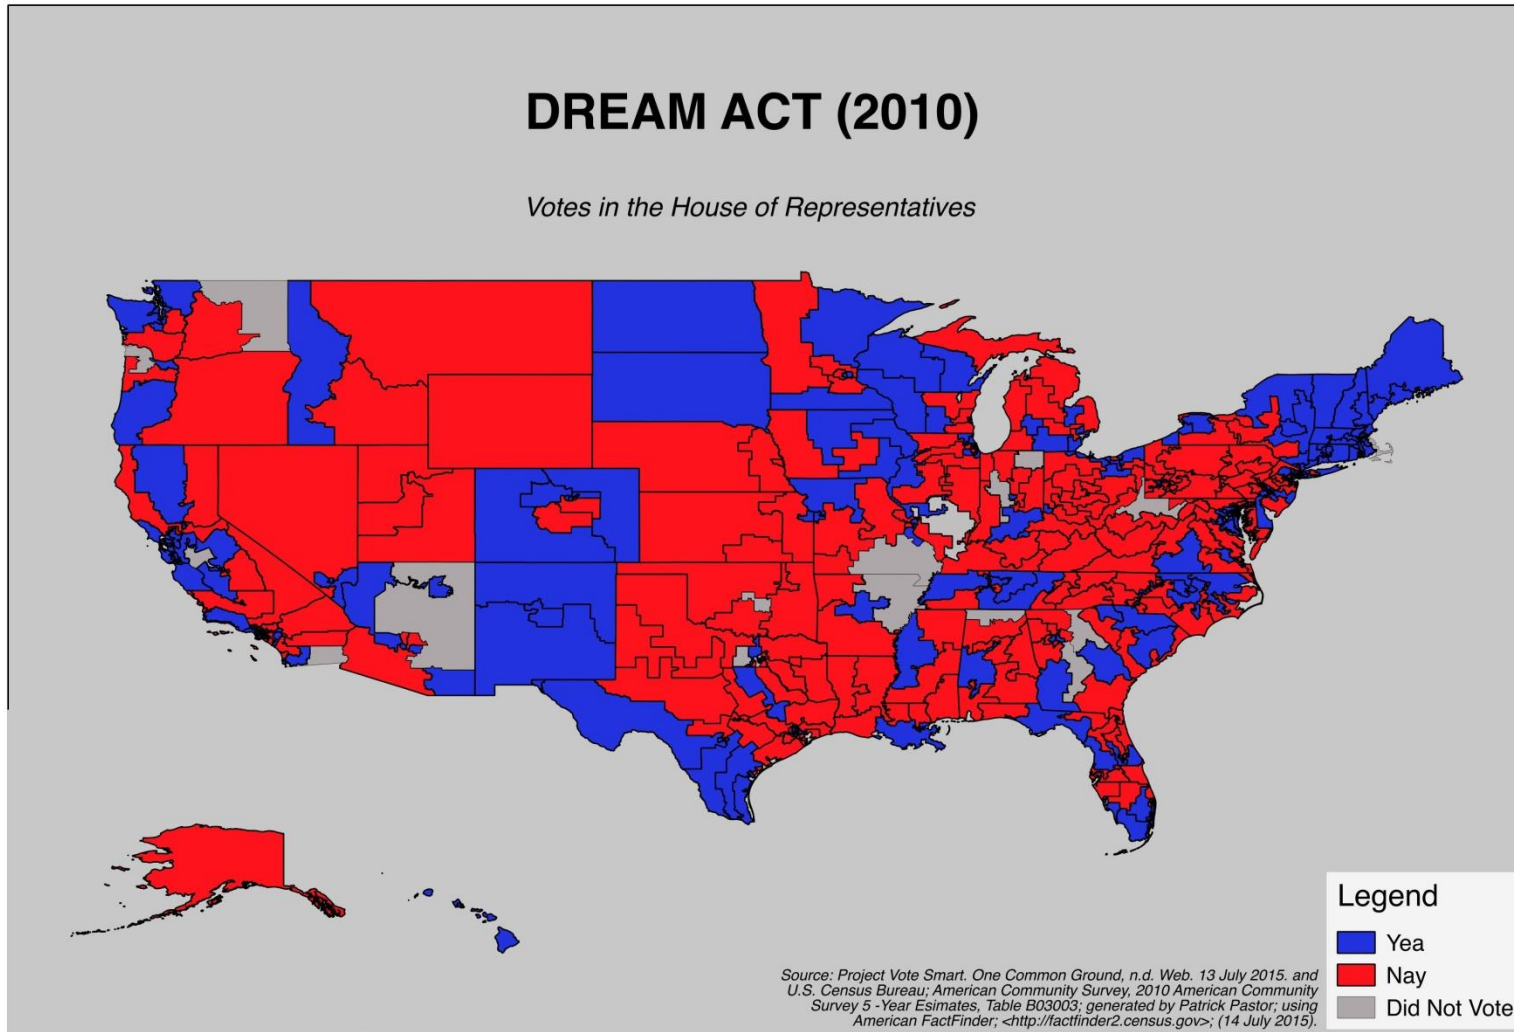 DREAM ACT (2010)
Votes in the House of Representatives
Legend
Yea
Nay
Did Not Vote
Source: Project Vote Smart. One Common Ground, n.d. Web. 13 July 2015. and
U.S. Census Bureau; American Community Survey, 2010 American Community
Survey 5 -Year Esimates, Table B03003; generated by Patrick Pastor; using
American FactFinder; <http://factfinder2.census.gov>; (14 July 2015).